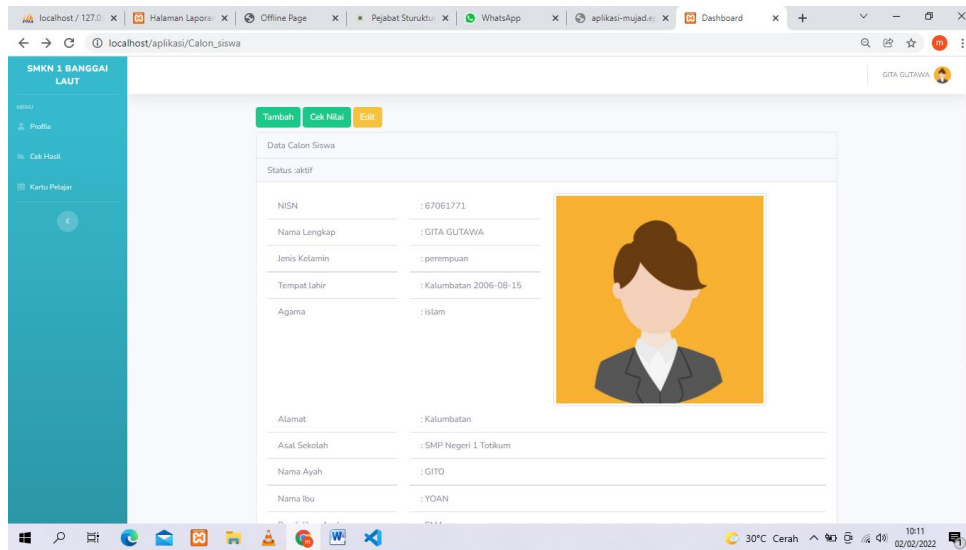 localhost / 127.0. Halaman Laporan Offline Page Pejabat Sturuktu WhatsApp aplikasi-mujad.e Dashboard
localhost/aplikasi/Calon_siswa m
SMKN 1 BANGGAI
LAUT
GITA GUTAWA
MENU
Profile
Cek Hasil
Kartu Pelajar
Tambah Cek Nilai Edit
Data Calon Siswa
Status :aktif
NISN : 67061771
Nama Lengkap : GITA GUTAWA
Jenis Kelamin : perempuan
Tempat lahir : Kalumbatan 2006-08-15
Agama : islam
Alamat : Kalumbatan
Asal Sekolah : SMP Negeri 1 Totikum
Nama Ayah : GITO
Nama Ibu : YOAN
30°C Cerah
10:11
02/02/2022